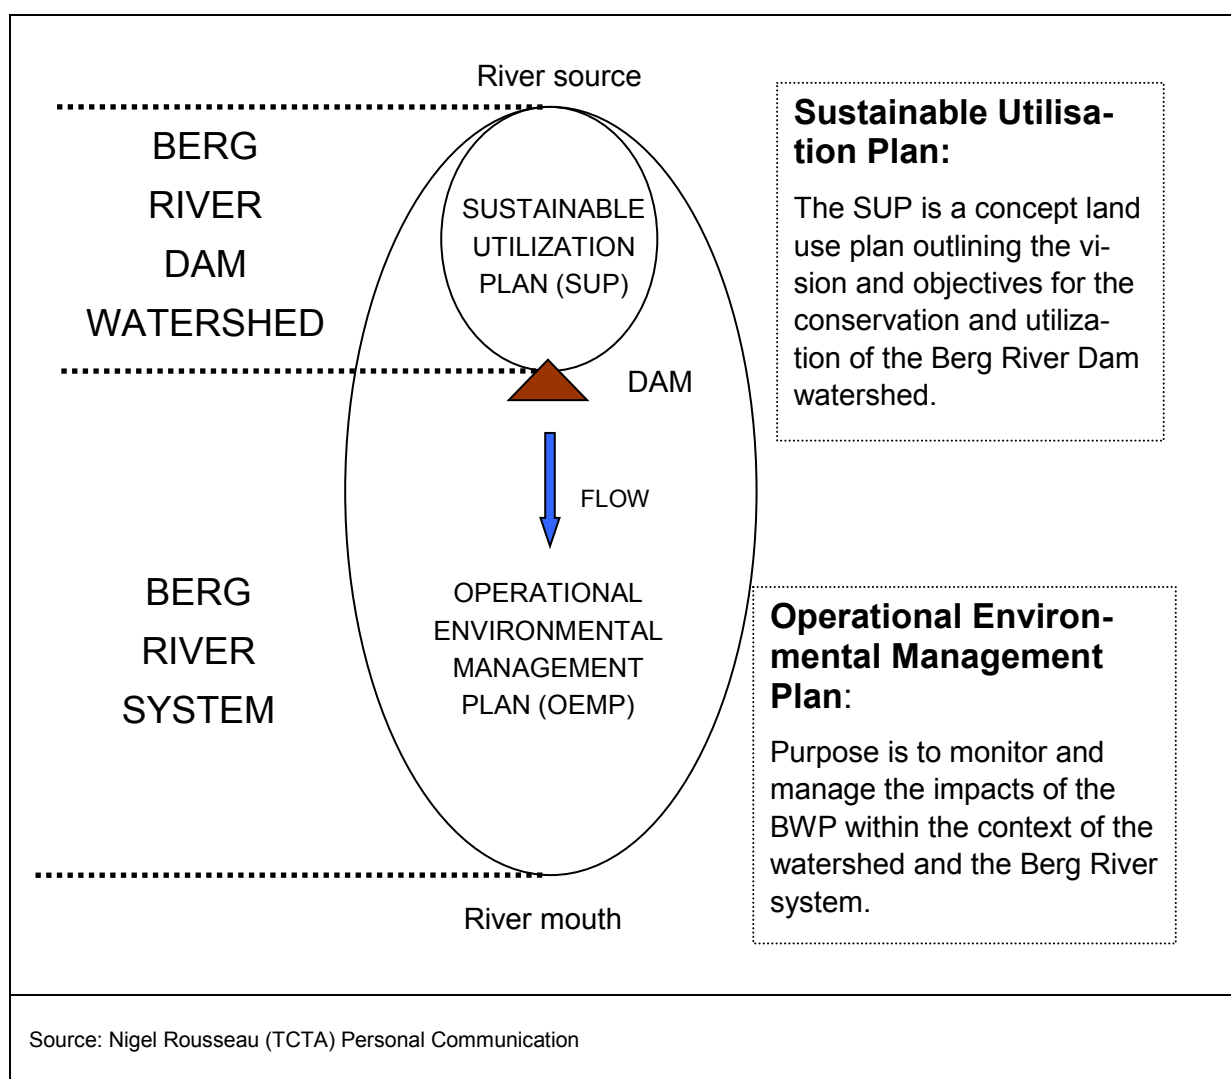 River source
BERG
RIVER
DAM
WATERSHED
SUSTAINABLE
UTILIZATION
PLAN (SUP)
DAM
FLOW
BERG
RIVER
SYSTEM
OPERATIONAL
ENVIRONMENTAL
MANAGEMENT
PLAN (OEMP)
River mouth
Sustainable Utilisa-
tion Plan:
The SUP is a concept land
use plan outlining the vi-
sion and objectives for the
conservation and utiliza-
tion of the Berg River Dam
watershed.
Operational Environ-
mental Management
Plan:
Purpose is to monitor and
manage the impacts of the
BWP within the context of the
watershed and the Berg River
system.
Source: Nigel Rousseau (TCTA) Personal Communication